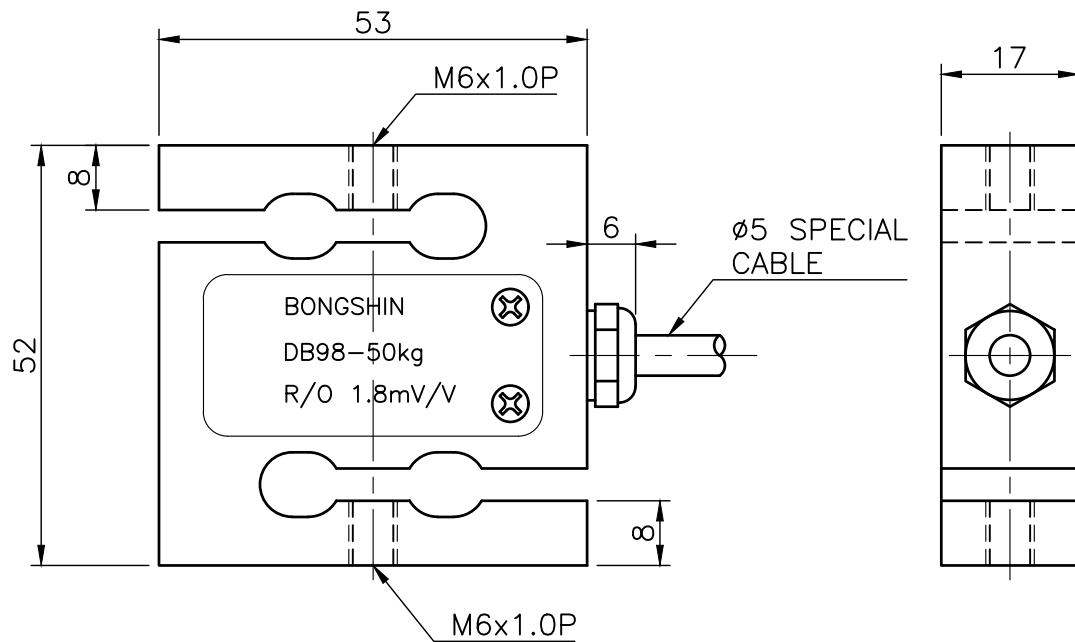 53
M6x1.0P
17
8
6
ø5 SPECIAL
CABLE
BONGSHIN
DB98-50kg
R/O 1.8mV/V
52
8
M6x1.0P